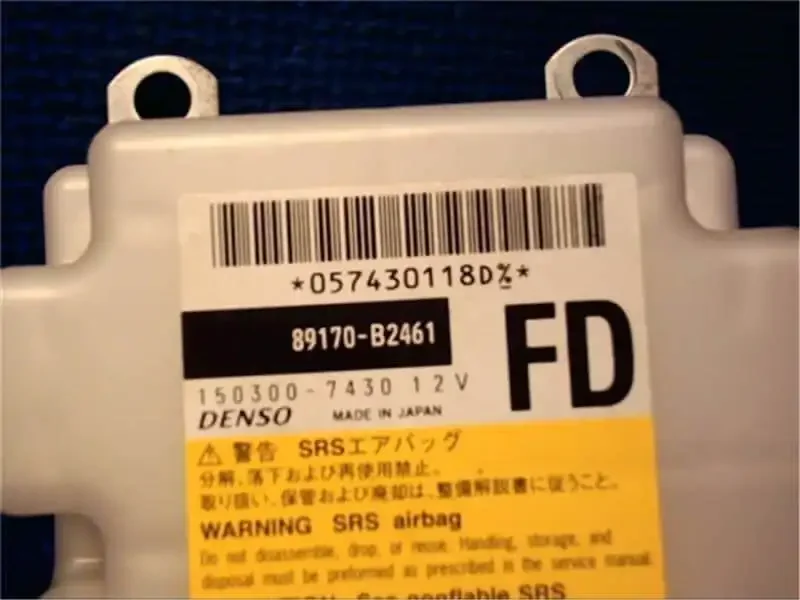 *057430118D%*
89170-B2461
FD
150300-7430 12V
DENSO MADE IN JAPAN
⚠ 警告 SRSエアバッグ
分解、落下および再使用禁止。
取り扱い、保管および廃却は、整備解説書に従うこと。
WARNING SRS airbag
Do not disassemble, drop, or reuse. Handling, storage, and
disposal must be preformed as prescribed in the service manual.
SRS